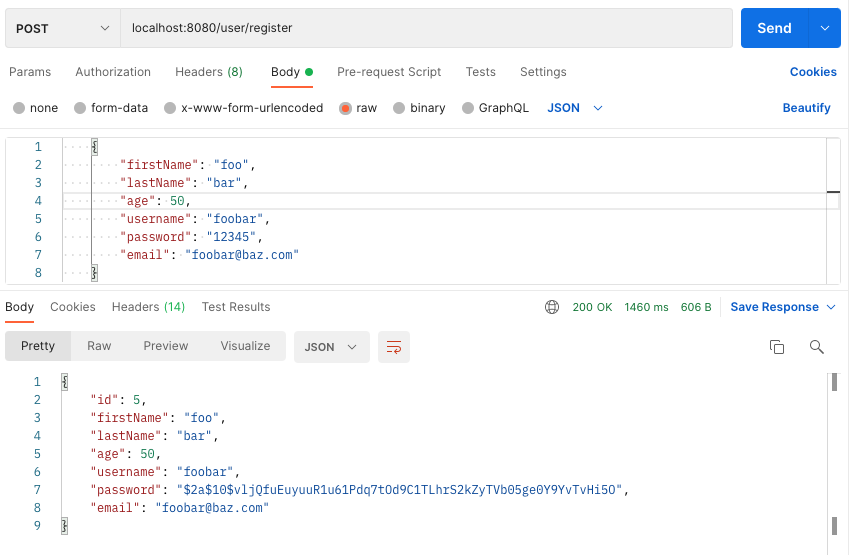 POST localhost:8080/user/register Send
Params Authorization Headers (8) Body Pre-request Script Tests Settings Cookies
none form-data x-www-form-urlencoded raw binary GraphQL JSON Beautify
1 {
2 "firstName": "foo",
3 "lastName": "bar",
4 "age": 50,
5 "username": "foobar",
6 "password": "12345",
7 "email": "foobar@baz.com"
8 }
Body Cookies Headers (14) Test Results 200 OK 1460 ms 606 B Save Response
Pretty Raw Preview Visualize JSON
1 {
2 "id": 5,
3 "firstName": "foo",
4 "lastName": "bar",
5 "age": 50,
6 "username": "foobar",
7 "password": "$2a$10$vljQfuEuyuuR1u61Pdq7tOd9C1TLhrS2kZyTVb05ge0Y9YvTvHi5O",
8 "email": "foobar@baz.com"
9 }